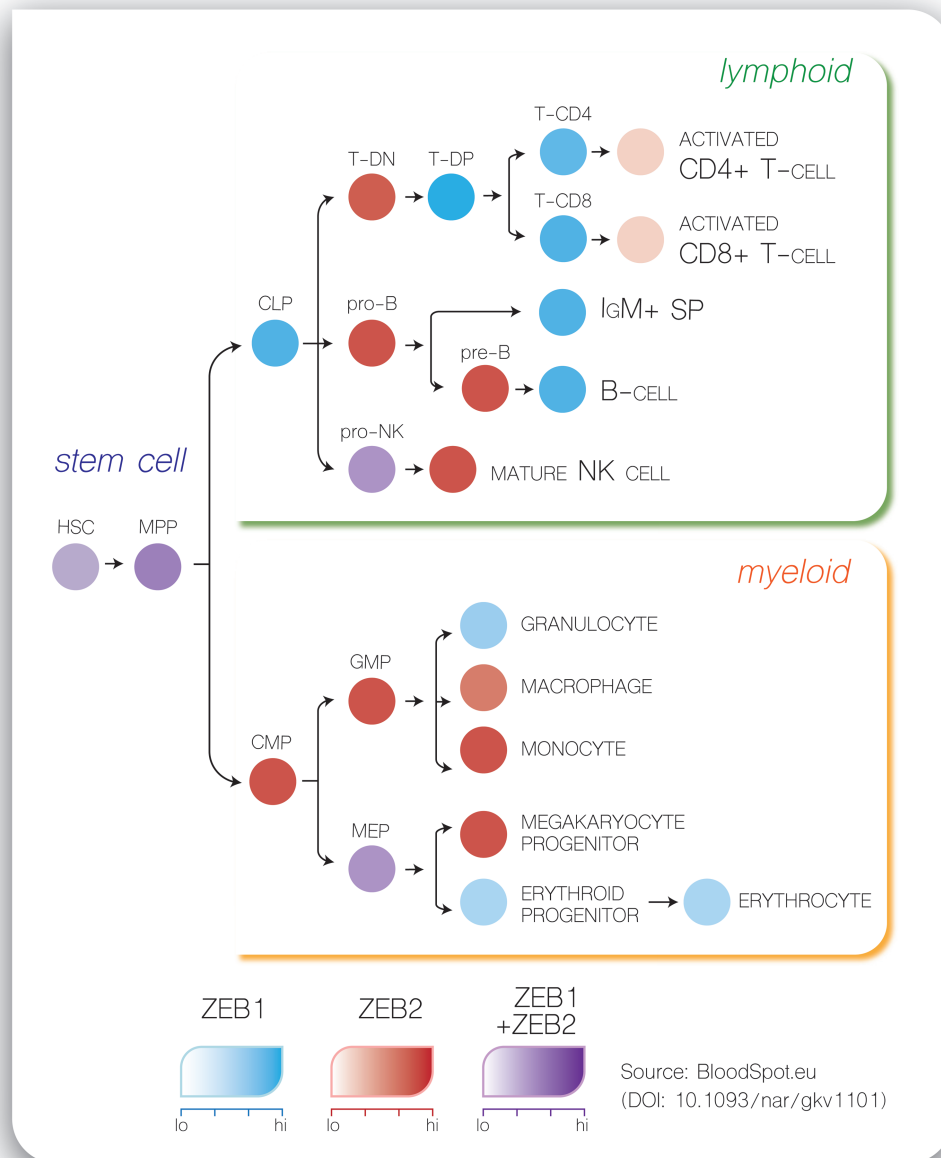 lymphoid
T-CD4
T-DN
T-DP
ACTIVATED
CD4+ T-CELL
T-CD8
ACTIVATED
CD8+ T-CELL
CLP
pro-B
IGM+ SP
pre-B
B-CELL
pro-NK
MATURE NK CELL
stem cell
HSC
MPP
myeloid
GRANULOCYTE
GMP
MACROPHAGE
CMP
MONOCYTE
MEP
MEGAKARYOCYTE
PROGENITOR
ERYTHROID
PROGENITOR
ERYTHROCYTE
ZEB1
ZEB2
ZEB1
+ZEB2
lo hi
lo hi
lo hi
Source: BloodSpot.eu
(DOI: 10.1093/nar/gkv1101)